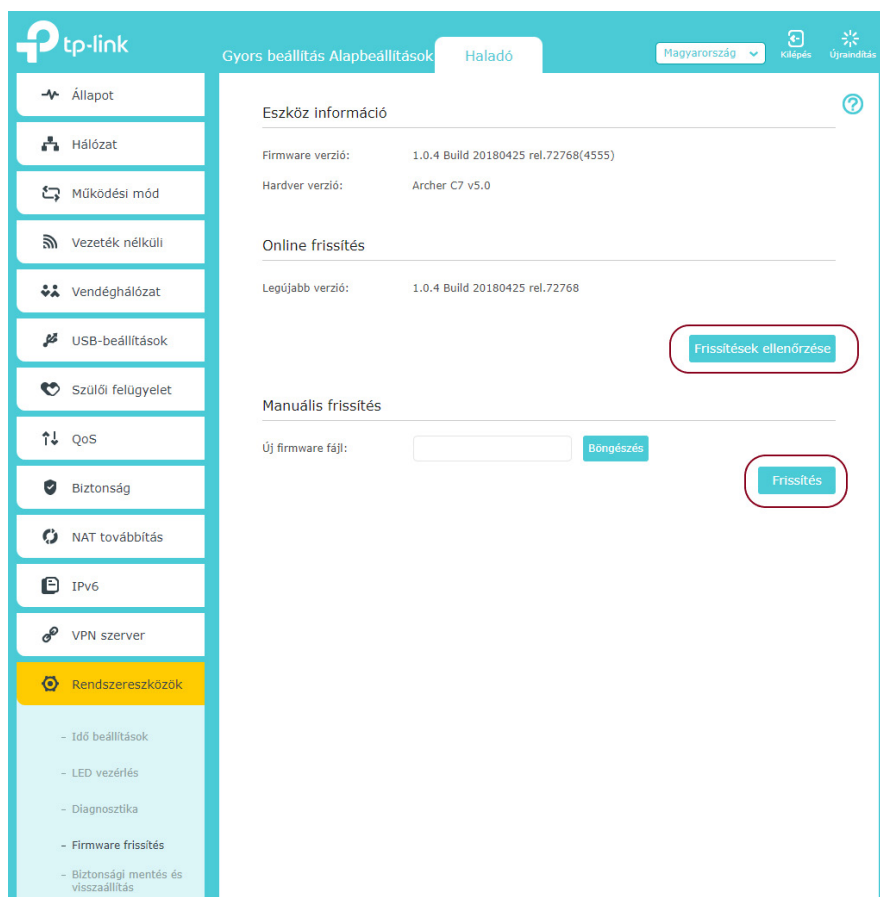 tp-link
Gyors beállítás Alapbeállítások Haladó Magyarország Kilépés Újraindítás
Állapot
Hálózat
Működési mód
Vezeték nélküli
Vendéghálózat
USB-beállítások
Szülői felügyelet
QoS
Biztonság
NAT továbbítás
IPv6
VPN szerver
Rendszereszközök
- Idő beállítások
- LED vezérlés
- Diagnosztika
- Firmware frissítés
- Biztonsági mentés és
visszaállítás
Eszköz információ
Firmware verzió: 1.0.4 Build 20180425 rel.72768(4555)
Hardver verzió: Archer C7 v5.0
Online frissítés
Legújabb verzió: 1.0.4 Build 20180425 rel.72768
Frissítések ellenőrzése
Manuális frissítés
Új firmware fájl: Böngészés
Frissítés